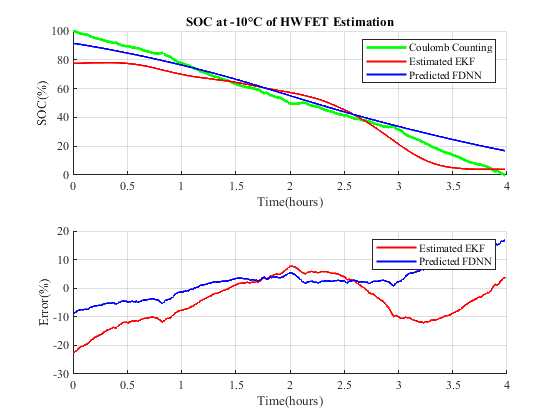 SOC at -10°C of HWFET Estimation
100
80
60
40
20
0
SOC(%)
Coulomb Counting
Estimated EKF
Predicted FDNN
0 0.5 1 1.5 2 2.5 3 3.5 4
Time(hours)
20
10
0
-10
-20
-30
Error(%)
Estimated EKF
Predicted FDNN
0 0.5 1 1.5 2 2.5 3 3.5 4
Time(hours)